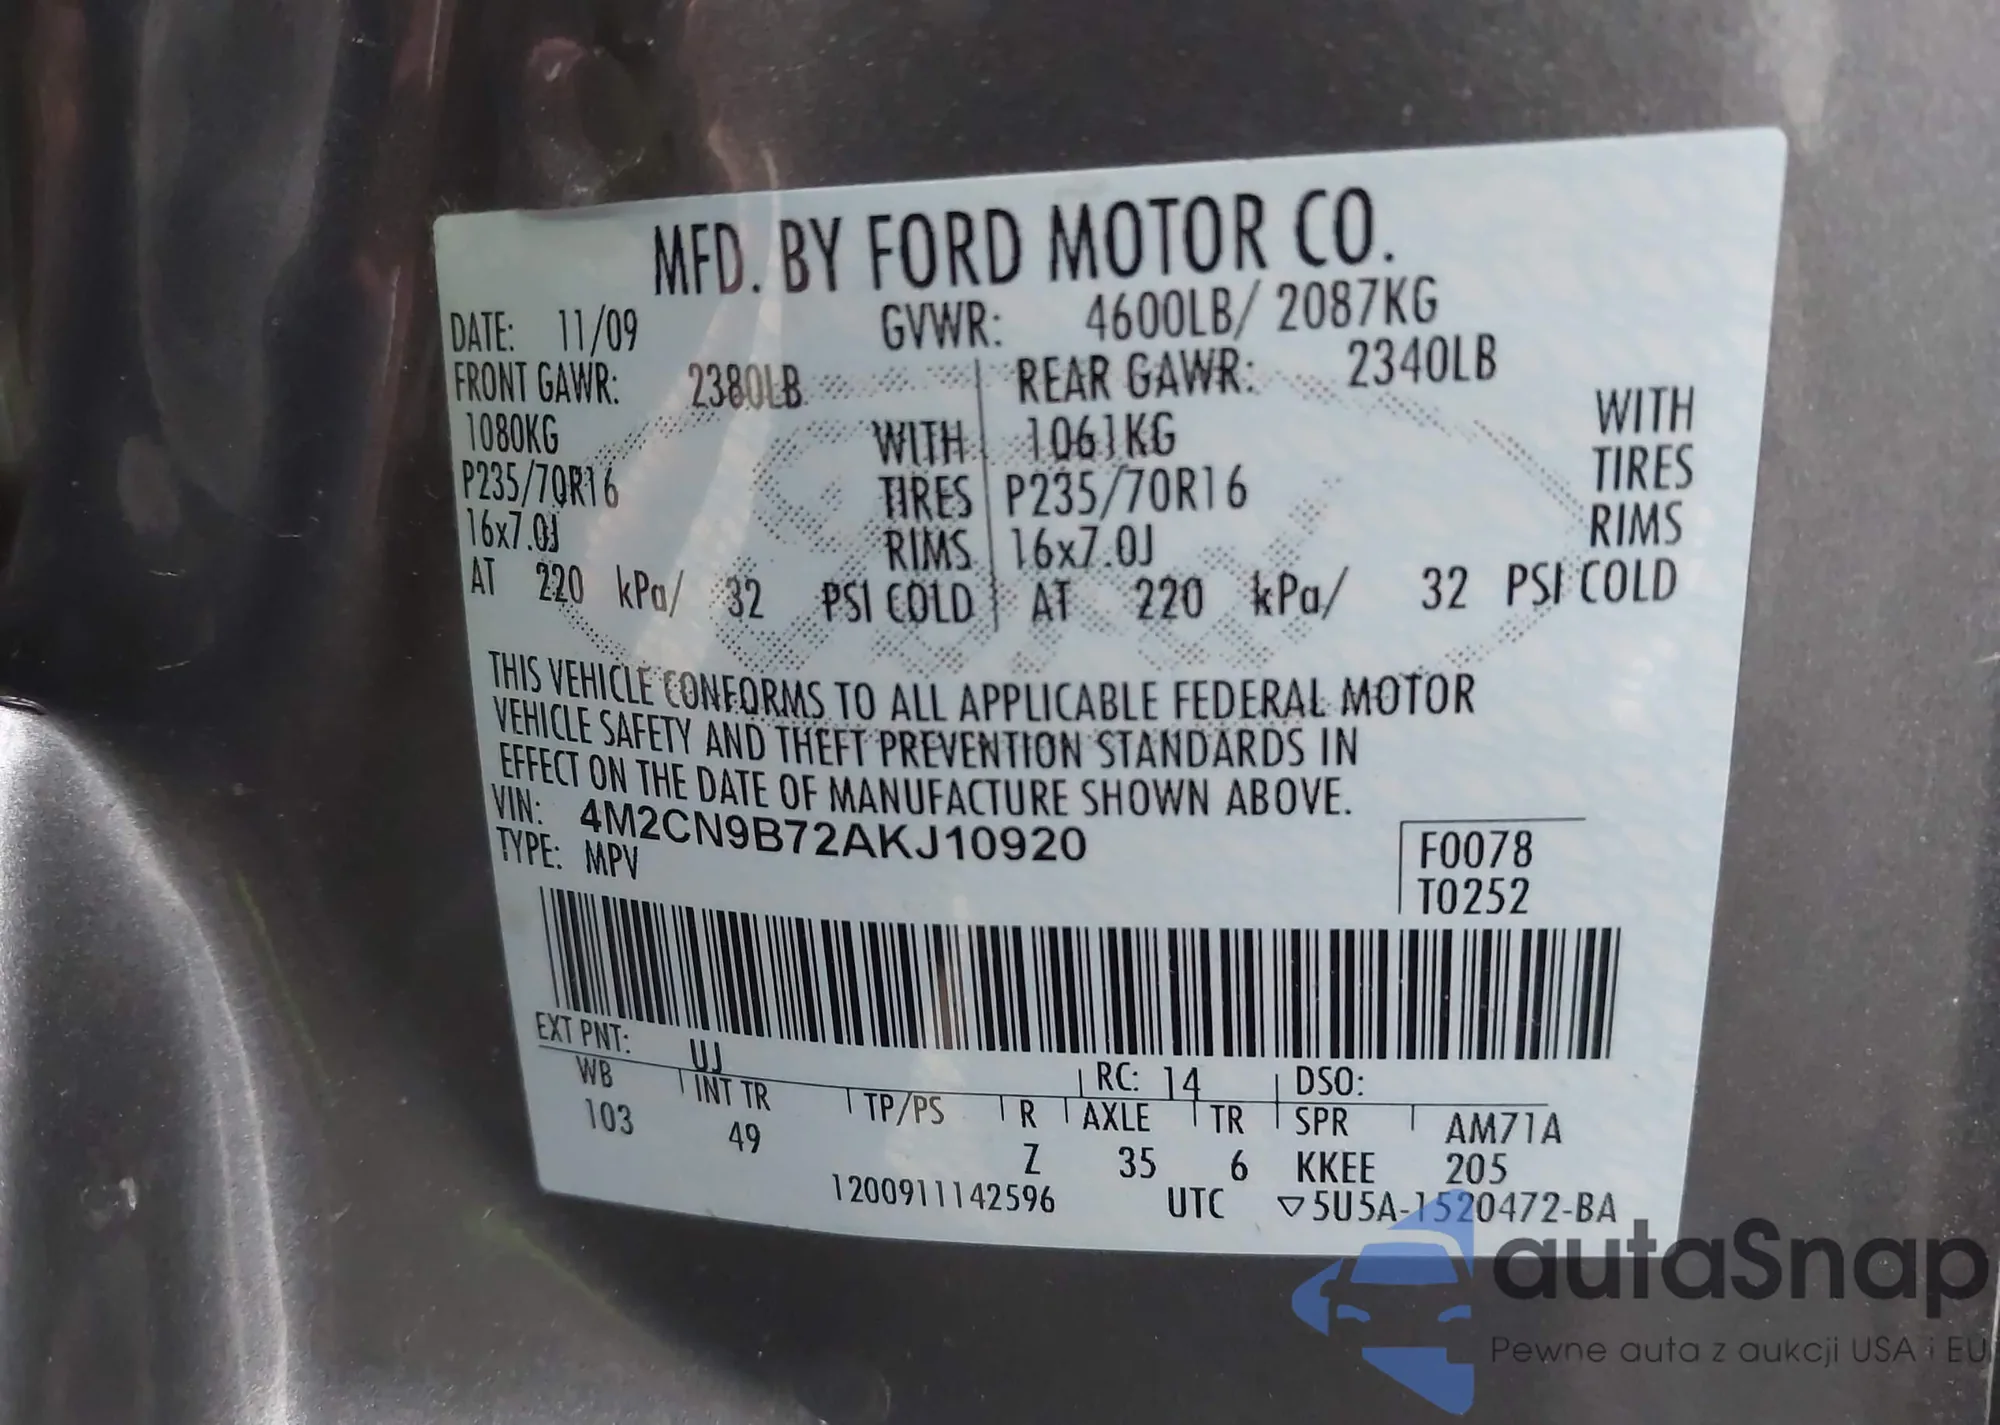 MFD. BY FORD MOTOR CO.
DATE: 11/09 GVWR: 4600LB/ 2087KG
FRONT GAWR: 2380LB REAR GAWR: 2340LB
1080KG WITH 1061KG WITH
P235/70R16 TIRES P235/70R16 TIRES
16x7.0J RIMS 16x7.0J RIMS
AT 220 kPa/ 32 PSI COLD AT 220 kPa/ 32 PSI COLD
THIS VEHICLE CONFORMS TO ALL APPLICABLE FEDERAL MOTOR
VEHICLE SAFETY AND THEFT PREVENTION STANDARDS IN
EFFECT ON THE DATE OF MANUFACTURE SHOWN ABOVE.
VIN: 4M2CN9B72AKJ10920
TYPE: MPV
F0078
T0252
EXT PNT: UJ RC: 14 DSO:
WB INT TR TP/PS R AXLE TR SPR AM71A
103 49 Z 35 6 KKEE 205
1200911142596 UTC ▽5U5A-1520472-BA
autaSnap
Pewne auta z aukcji USA i EU